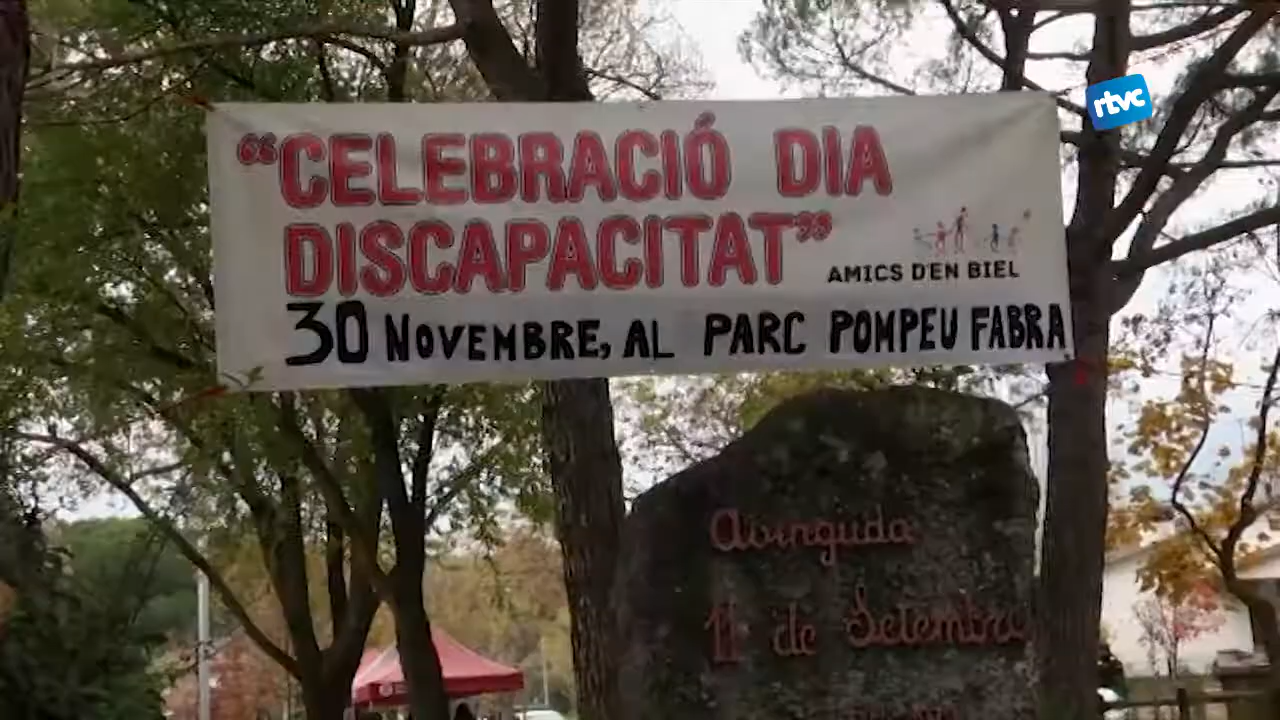 rtvc
“CELEBRACIÓ DIA
DISCAPACITAT”
AMICS D'EN BIEL
30 NOVEMBRE, AL PARC POMPEU FABRA
Avinguda
11 de Setembre